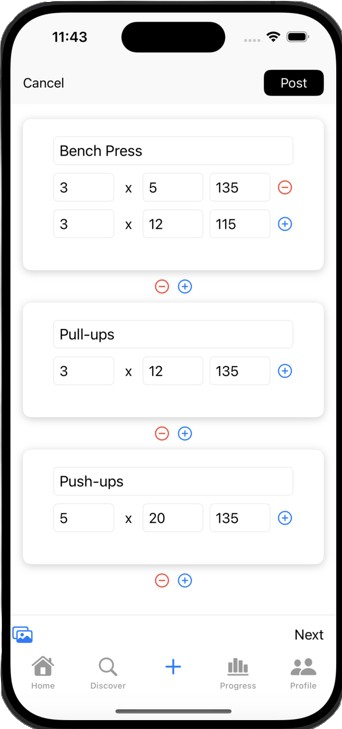 11:43
Cancel Post
Bench Press
3 x 5 135
3 x 12 115
Pull-ups
3 x 12 135
Push-ups
5 x 20 135
Next
Home Discover Progress Profile